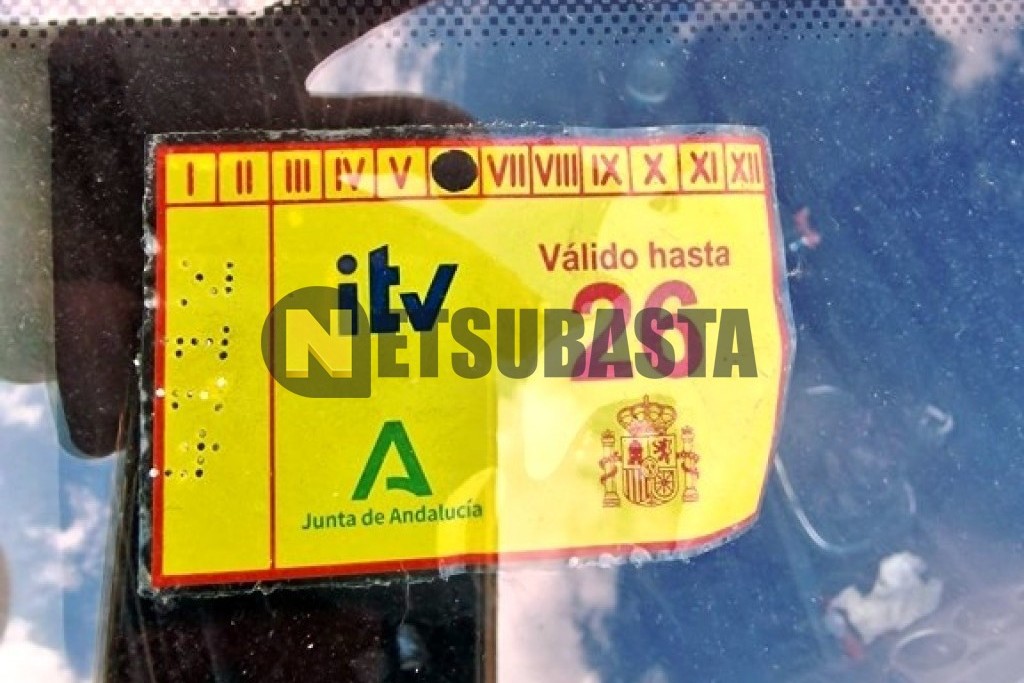 I II III IV V VII VIII IX X XI XII
itv
Válido hasta
26
NETSUBASTA
Junta de Andalucía